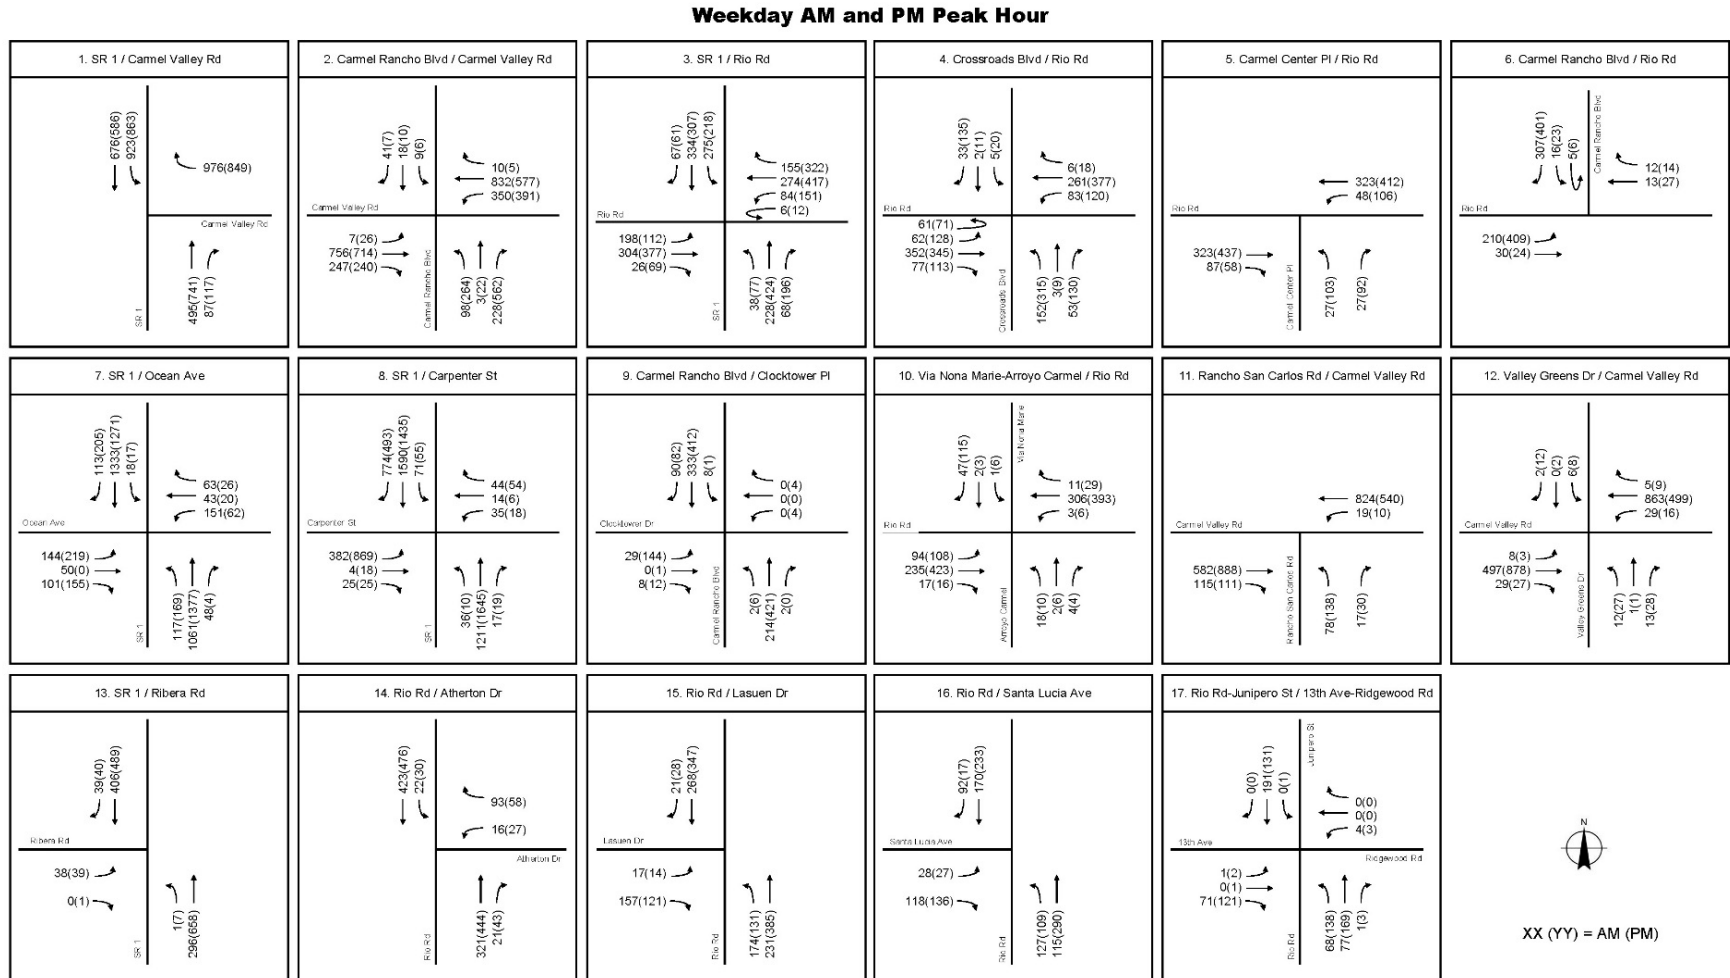 Weekday AM and PM Peak Hour
1. SR 1 / Carmel Valley Rd
676(586)
923(863)
976(849)
Carmel Valley Rd
SR 1
495(741)
87(117)
2. Carmel Rancho Blvd / Carmel Valley Rd
41(7)
18(10)
9(6)
10(5)
832(577)
350(391)
Carmel Valley Rd
7(26)
756(714)
247(240)
Carmel Rancho Blvd
98(264)
3(22)
228(562)
3. SR 1 / Rio Rd
67(61)
334(307)
275(218)
155(322)
274(417)
84(151)
6(12)
Rio Rd
198(112)
304(377)
26(69)
SR 1
38(77)
228(424)
68(196)
4. Crossroads Blvd / Rio Rd
33(135)
2(11)
5(20)
6(18)
261(377)
83(120)
Rio Rd
61(71)
62(128)
352(345)
77(113)
Crossroads Blvd
152(315)
3(9)
53(130)
5. Carmel Center Pl / Rio Rd
323(412)
48(106)
Rio Rd
323(437)
87(58)
Carmel Center Pl
27(103)
27(92)
6. Carmel Rancho Blvd / Rio Rd
307(401)
16(23)
5(6)
Carmel Rancho Blvd
12(14)
13(27)
Rio Rd
210(409)
30(24)
7. SR 1 / Ocean Ave
113(205)
1333(1271)
18(17)
63(26)
43(20)
151(62)
Ocean Ave
144(219)
50(0)
101(155)
SR 1
117(169)
1061(1377)
48(4)
8. SR 1 / Carpenter St
774(493)
1590(1435)
71(55)
44(54)
14(6)
35(18)
Carpenter St
382(869)
4(18)
25(25)
SR 1
36(10)
1211(1645)
17(19)
9. Carmel Rancho Blvd / Clocktower Pl
90(82)
333(412)
8(1)
0(4)
0(0)
0(4)
Clocktower Dr
29(144)
0(1)
8(12)
Carmel Rancho Blvd
2(6)
214(421)
2(0)
10. Via Nona Marie-Arroyo Carmel / Rio Rd
47(115)
2(3)
1(6)
Via Nona Marie
11(29)
306(393)
3(6)
Rio Rd
94(108)
235(423)
17(16)
Arroyo Carmel
18(10)
2(6)
4(4)
11. Rancho San Carlos Rd / Carmel Valley Rd
824(540)
19(10)
Carmel Valley Rd
582(888)
115(111)
Rancho San Carlos Rd
78(138)
17(30)
12. Valley Greens Dr / Carmel Valley Rd
2(12)
0(2)
6(8)
5(9)
863(499)
29(16)
Carmel Valley Rd
8(3)
497(878)
29(27)
Valley Greens Dr
12(27)
1(1)
13(28)
13. SR 1 / Ribera Rd
39(40)
406(489)
Ribera Rd
38(39)
0(1)
SR 1
1(7)
296(658)
14. Rio Rd / Atherton Dr
423(476)
22(30)
93(58)
16(27)
Atherton Dr
Rio Rd
321(444)
21(43)
15. Rio Rd / Lasuen Dr
21(28)
268(347)
Lasuen Dr
17(14)
157(121)
Rio Rd
174(131)
231(385)
16. Rio Rd / Santa Lucia Ave
92(17)
170(233)
Santa Lucia Ave
28(27)
118(136)
Rio Rd
127(109)
115(290)
17. Rio Rd-Junipero St / 13th Ave-Ridgewood Rd
0(0)
191(131)
0(1)
Junipero St
0(0)
0(0)
4(3)
13th Ave
Ridgewood Rd
1(2)
0(1)
71(121)
Rio Rd
68(138)
77(169)
1(3)
N
XX (YY) = AM (PM)